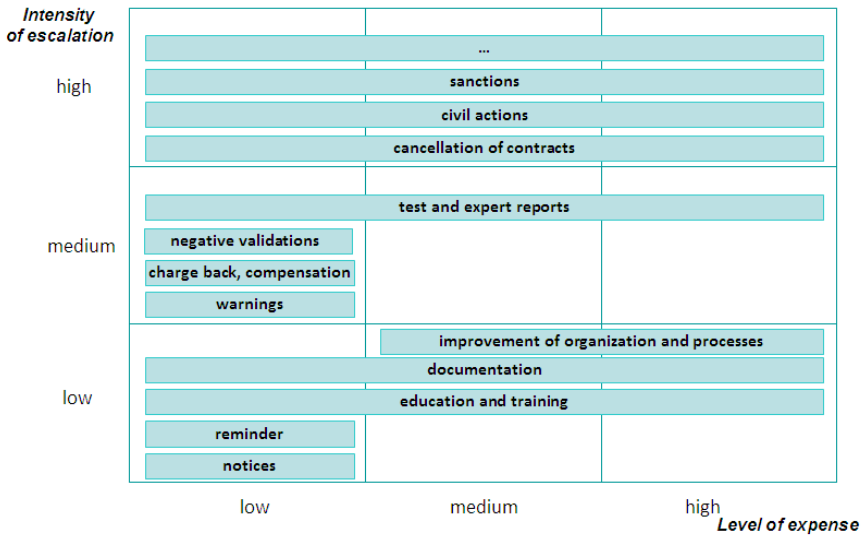 Intensity
of escalation
...
high
sanctions
civil actions
cancellation of contracts
test and expert reports
medium
negative validations
charge back, compensation
warnings
improvement of organization and processes
documentation
low
education and training
reminder
notices
low
medium
high
Level of expense